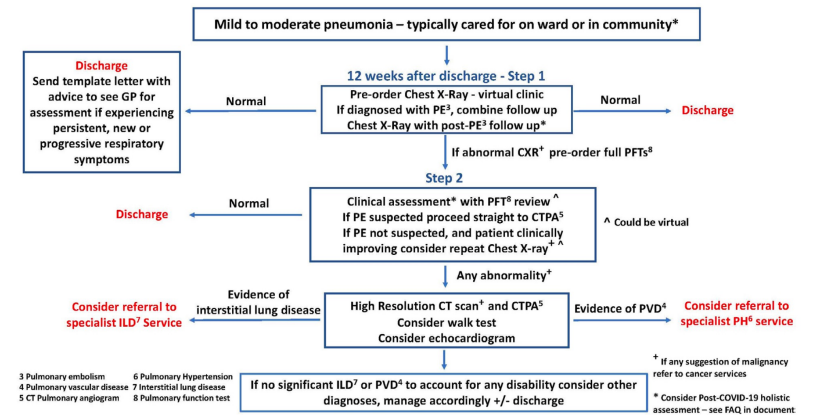 Mild to moderate pneumonia – typically cared for on ward or in community*
12 weeks after discharge - Step 1
Discharge
Send template letter with
advice to see GP for
assessment if experiencing
persistent, new or
progressive respiratory
symptoms
Normal
Pre-order Chest X-Ray - virtual clinic
If diagnosed with PE³, combine follow up
Chest X-Ray with post-PE³ follow up*
Normal
Discharge
If abnormal CXR⁺ pre-order full PFTs⁸
Step 2
Discharge
Normal
Clinical assessment* with PFT⁸ review ^
If PE suspected proceed straight to CTPA⁵
If PE not suspected, and patient clinically
improving consider repeat Chest X-ray⁺ ^
^ Could be virtual
Any abnormality⁺
Consider referral to
specialist ILD⁷ Service
Evidence of
interstitial lung disease
High Resolution CT scan⁺ and CTPA⁵
Consider walk test
Consider echocardiogram
Evidence of PVD⁴
Consider referral to
specialist PH⁶ service
3 Pulmonary embolism
4 Pulmonary vascular disease
5 CT Pulmonary angiogram
6 Pulmonary Hypertension
7 Interstitial lung disease
8 Pulmonary function test
If no significant ILD⁷ or PVD⁴ to account for any disability consider other
diagnoses, manage accordingly +/- discharge
⁺ If any suggestion of malignancy
refer to cancer services
* Consider Post-COVID-19 holistic
assessment – see FAQ in document